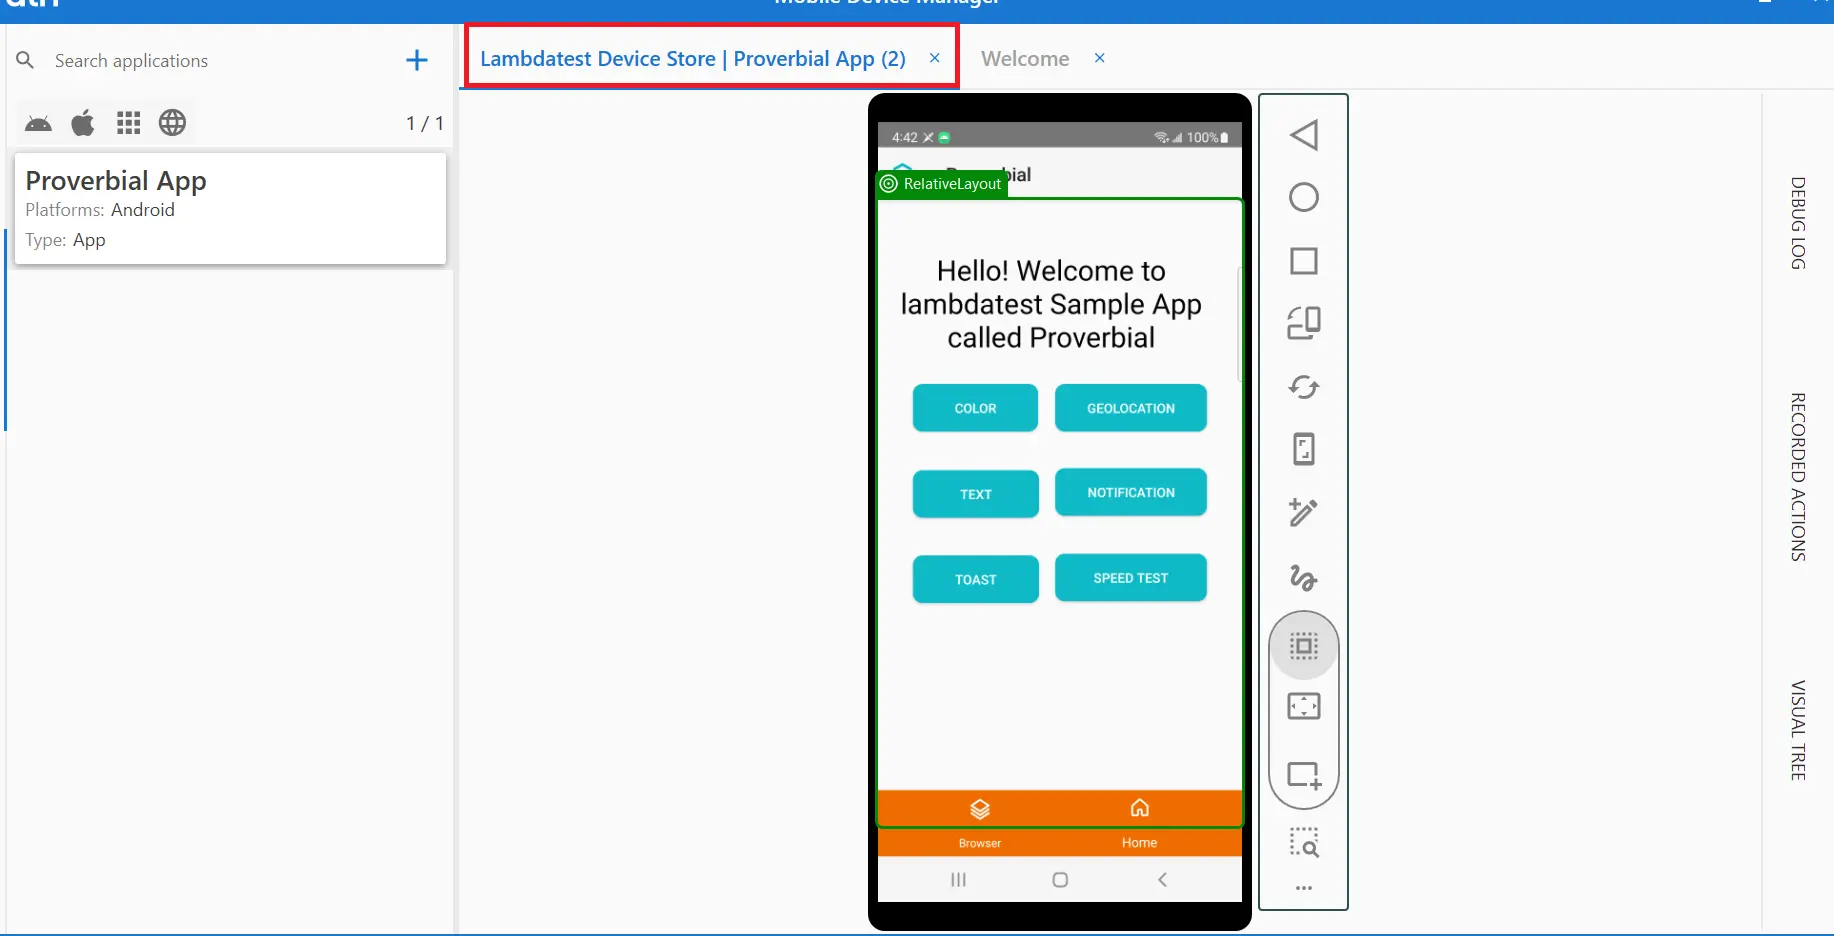 Mobile Device Manager
Search applications
1 / 1
Proverbial App
Platforms: Android
Type: App
Lambdatest Device Store | Proverbial App (2)
Welcome
4:42
100%
RelativeLayout
Hello! Welcome to
lambdatest Sample App
called Proverbial
COLOR
GEOLOCATION
TEXT
NOTIFICATION
TOAST
SPEED TEST
Browser
Home
DEBUG LOG
RECORDED ACTIONS
VISUAL TREE